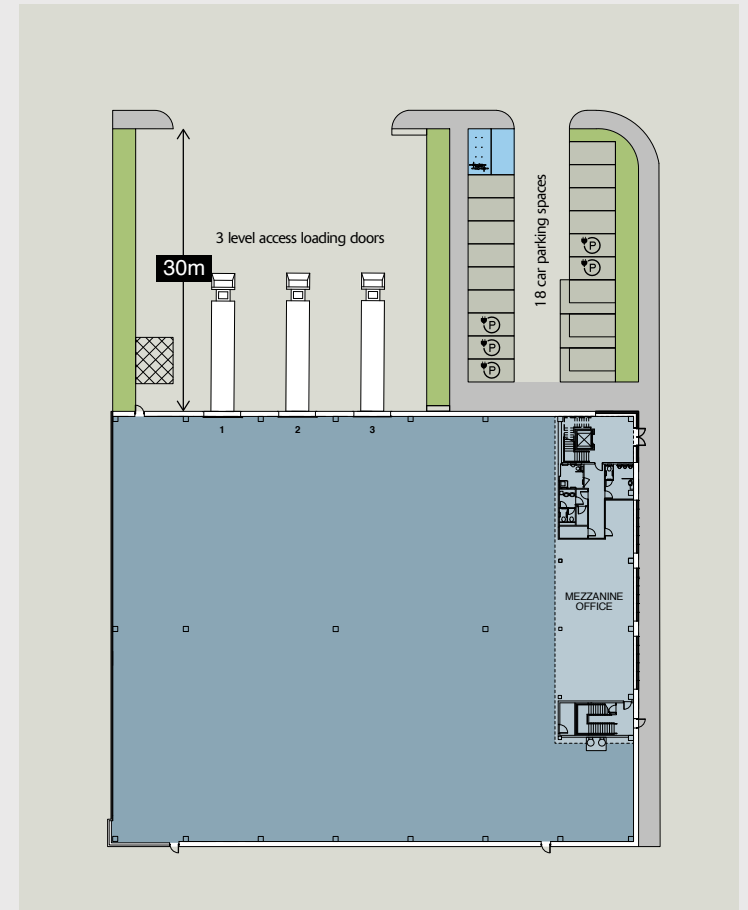 18 car parking spaces
3 level access loading doors
30m
P
P
P
P
P
1
2
3
MEZZANINE
OFFICE